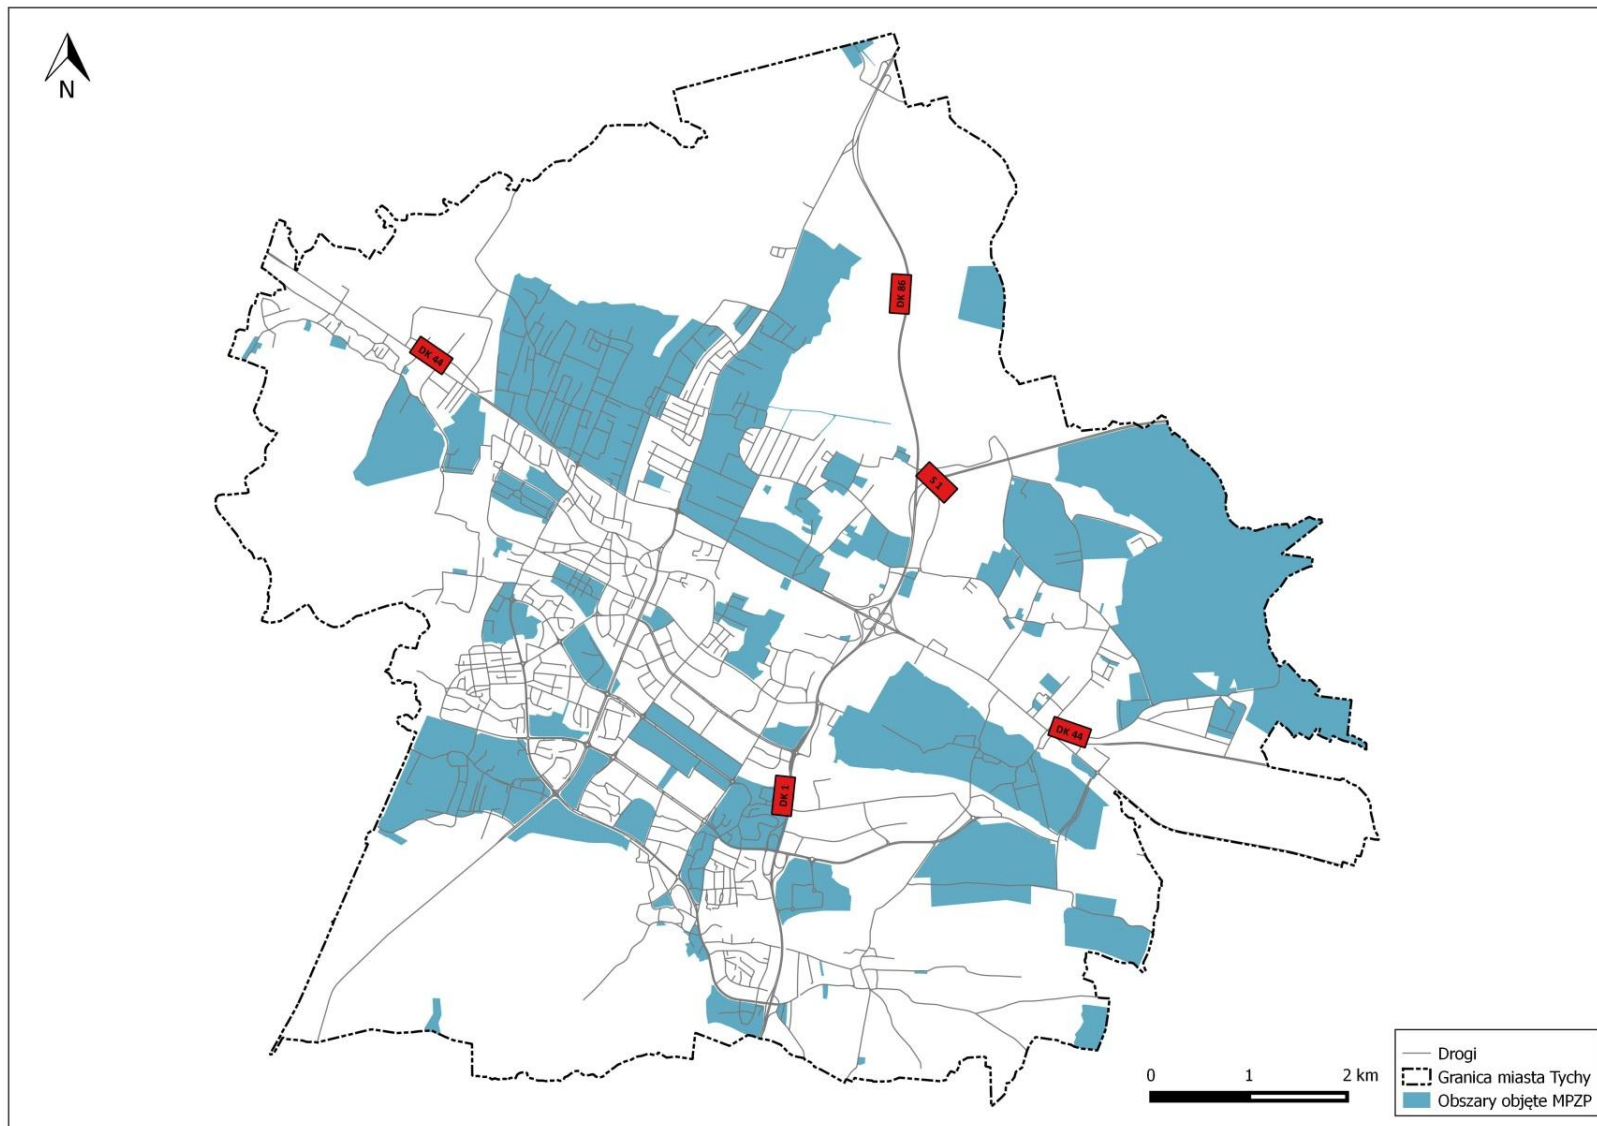 N
DK 86
DK 44
S 1
DK 44
DK 1
0 1 2 km
Drogi
Granica miasta Tychy
Obszary objęte MPZP